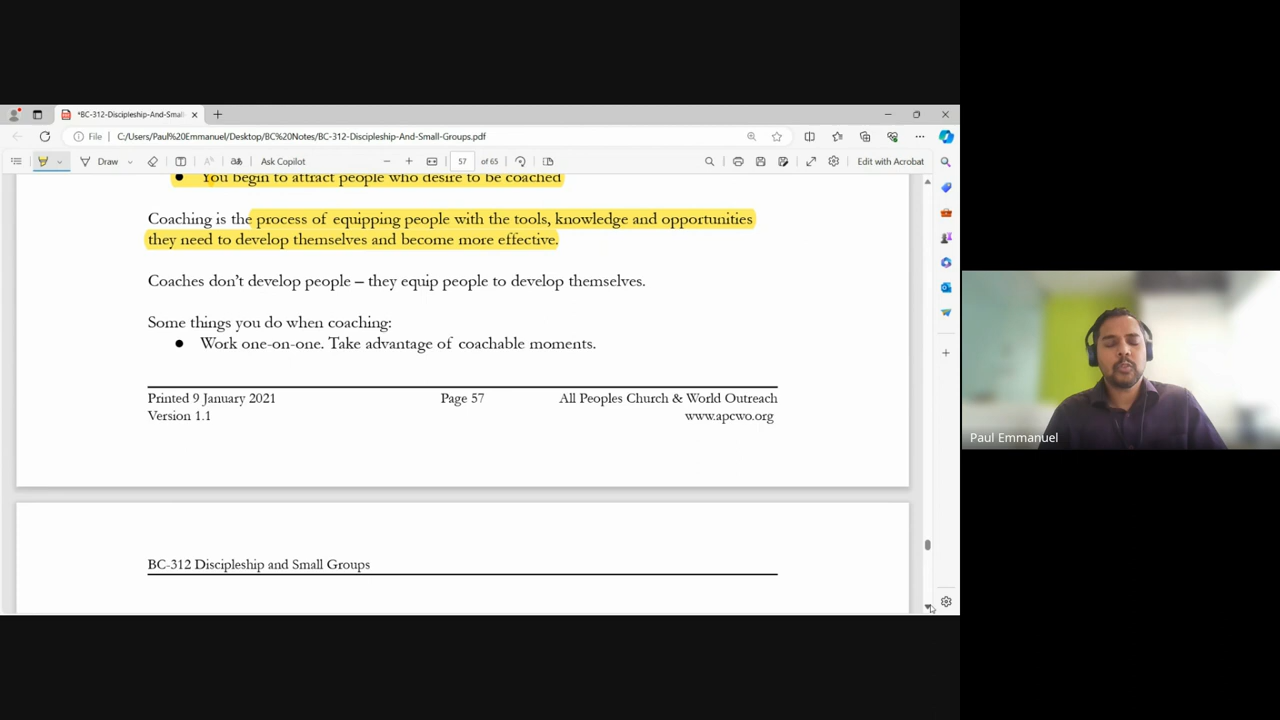 *BC-312-Discipleship-And-Smal
File
C:/Users/Paul%20Emmanuel/Desktop/BC%20Notes/BC-312-Discipleship-And-Small-Groups.pdf
Draw
Ask Copilot
57 of 65
Edit with Acrobat
● You begin to attract people who desire to be coached
Coaching is the process of equipping people with the tools, knowledge and opportunities
they need to develop themselves and become more effective.
Coaches don’t develop people – they equip people to develop themselves.
Some things you do when coaching:
● Work one-on-one. Take advantage of coachable moments.
Printed 9 January 2021 Page 57 All Peoples Church & World Outreach
Version 1.1 www.apcwo.org
BC-312 Discipleship and Small Groups
Paul Emmanuel